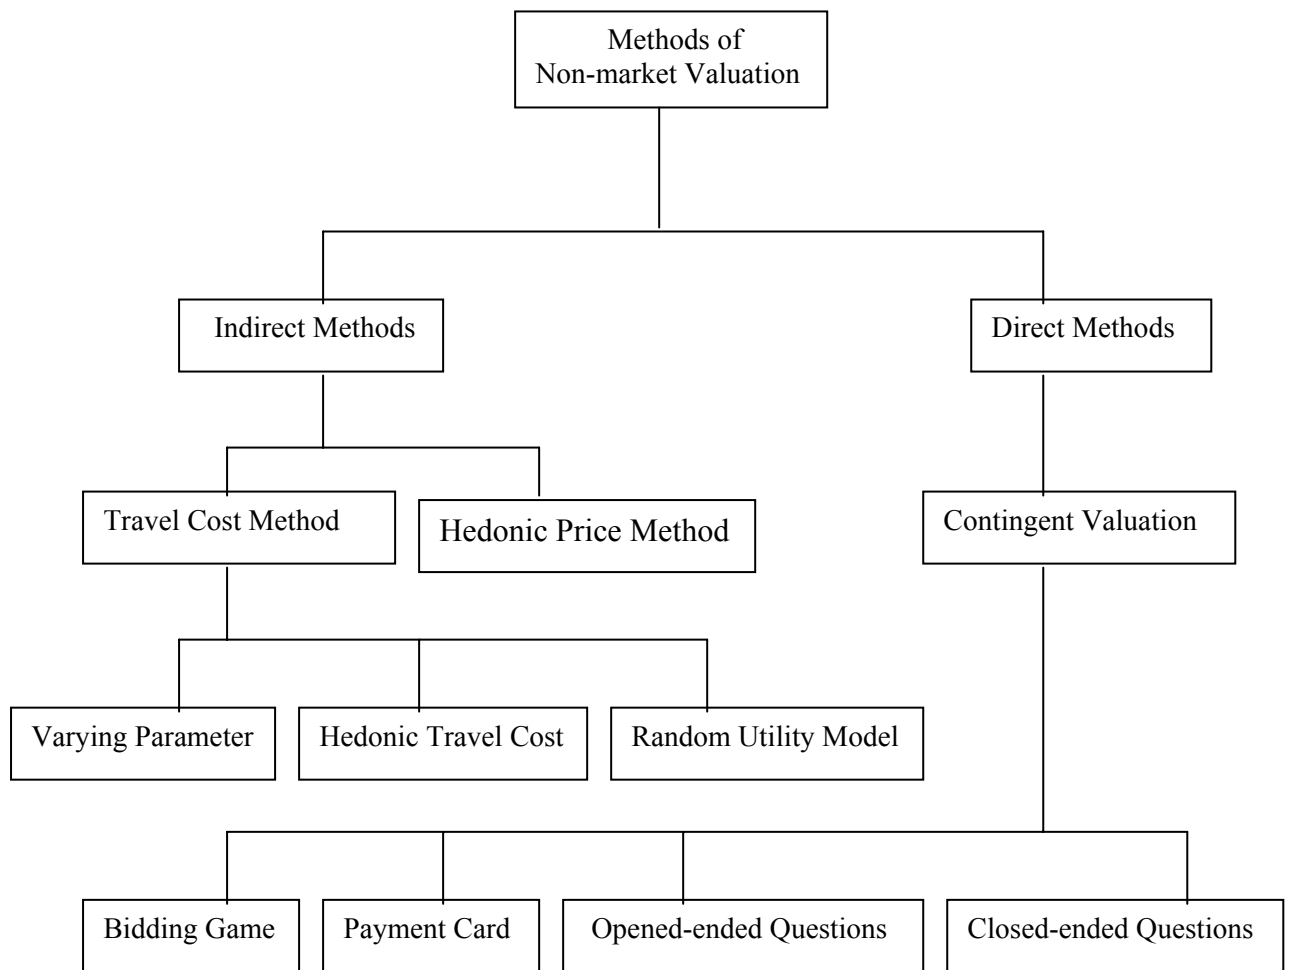 Methods of
Non-market Valuation
Indirect Methods
Direct Methods
Travel Cost Method
Hedonic Price Method
Contingent Valuation
Varying Parameter
Hedonic Travel Cost
Random Utility Model
Bidding Game
Payment Card
Opened-ended Questions
Closed-ended Questions